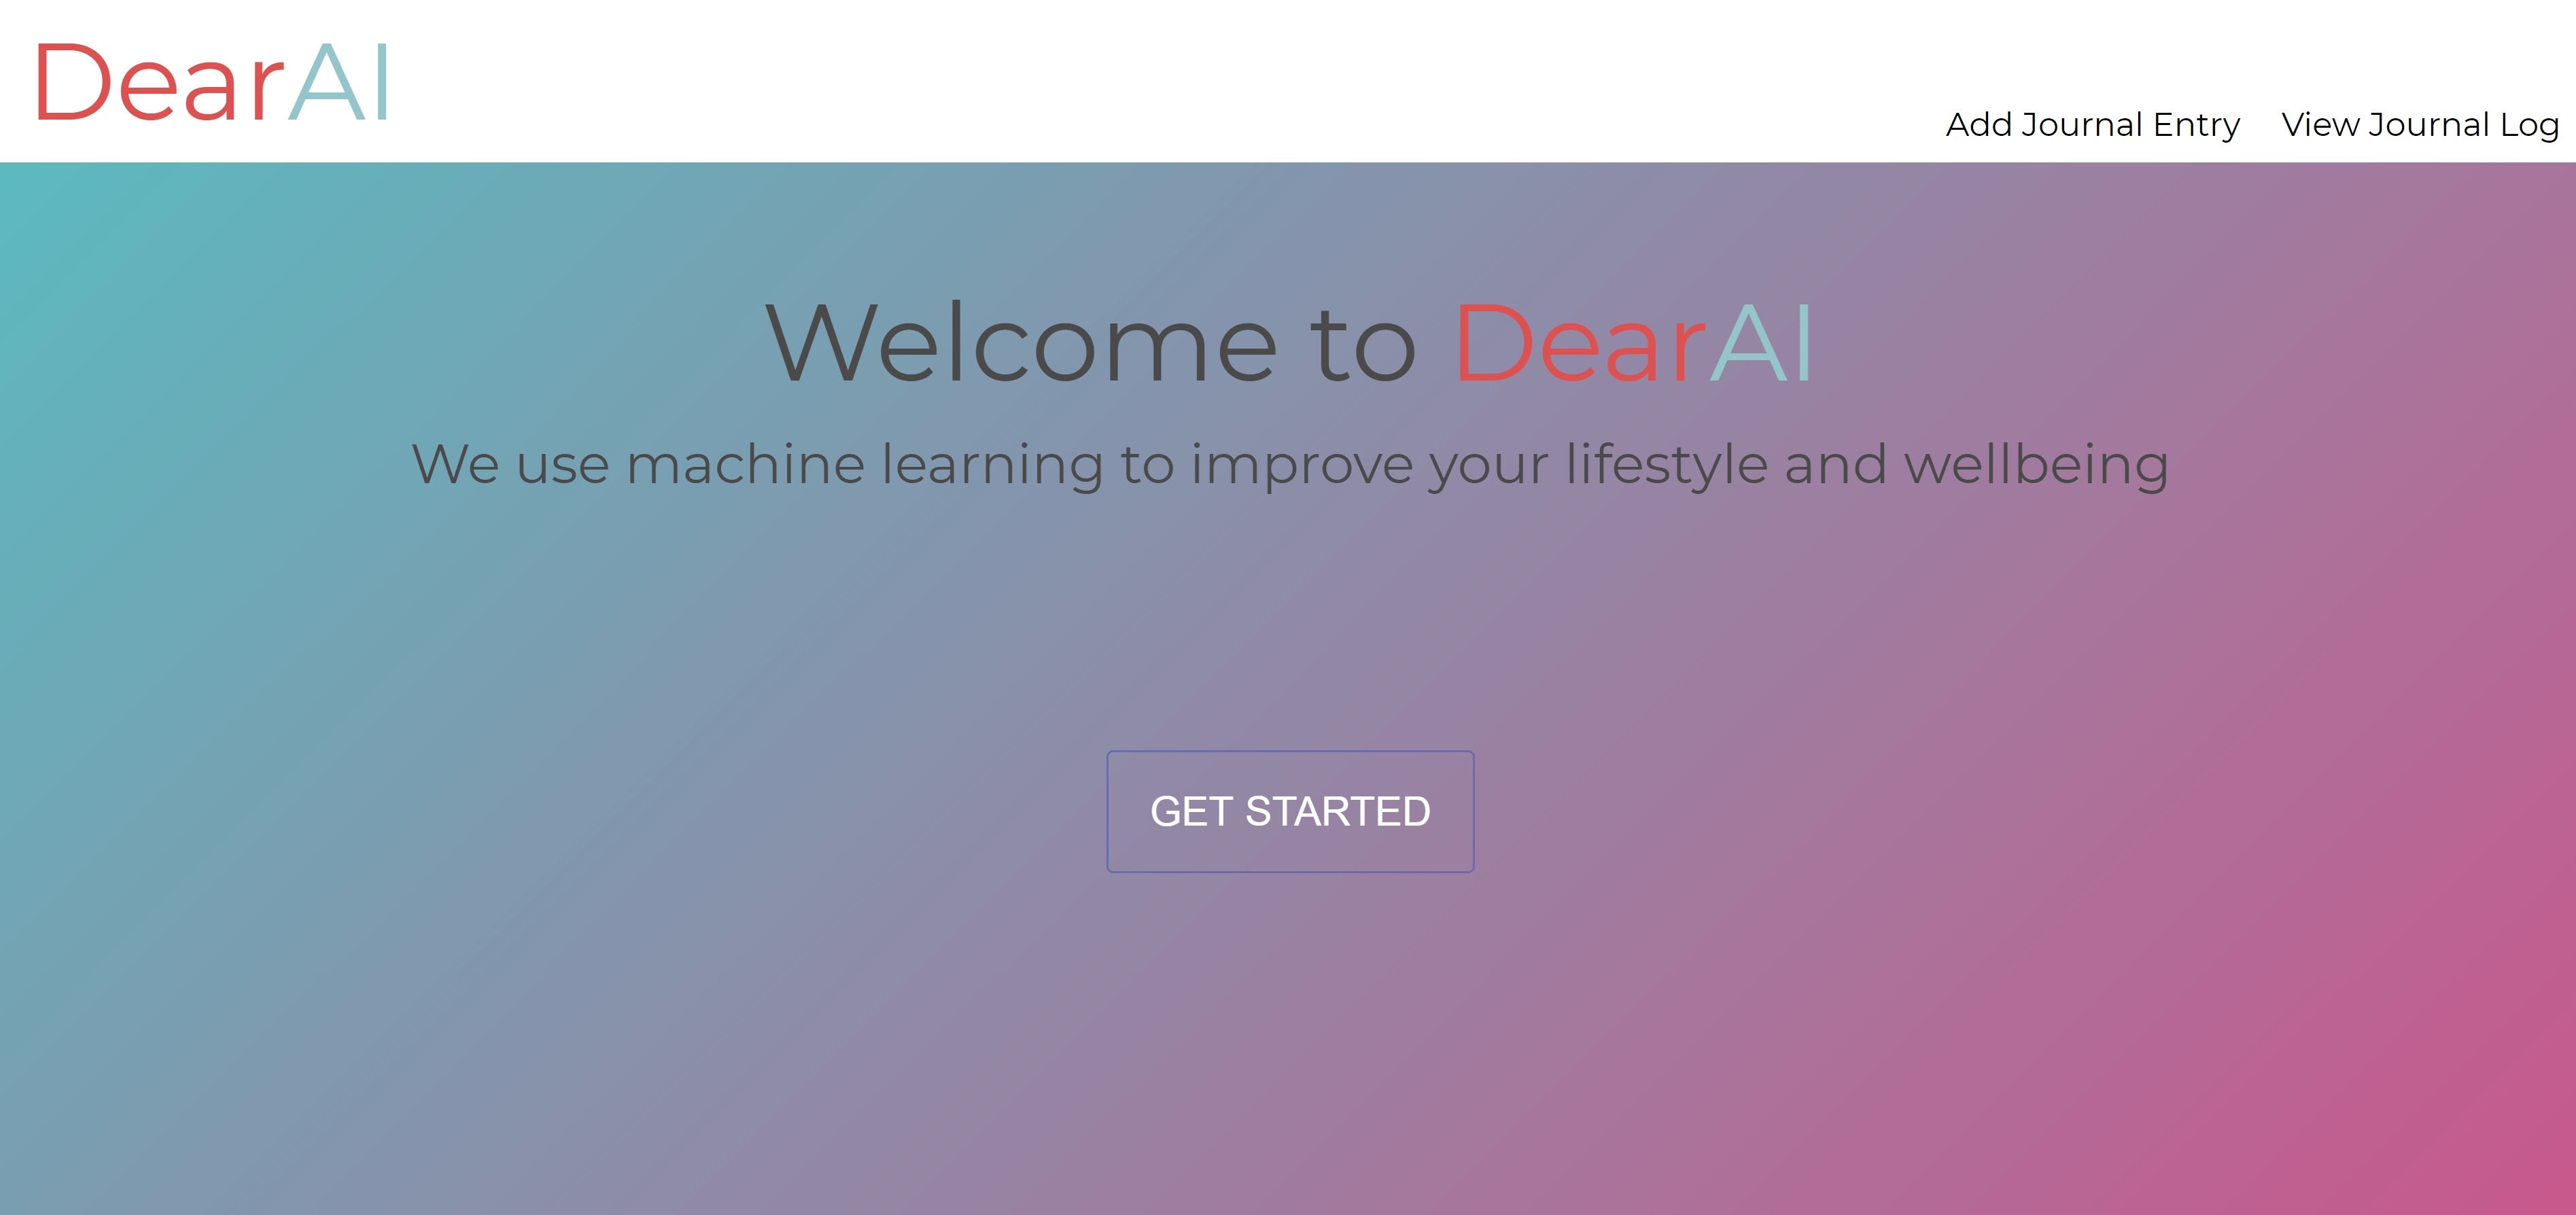 DearAI
Add Journal Entry View Journal Log
Welcome to DearAI
We use machine learning to improve your lifestyle and wellbeing
GET STARTED